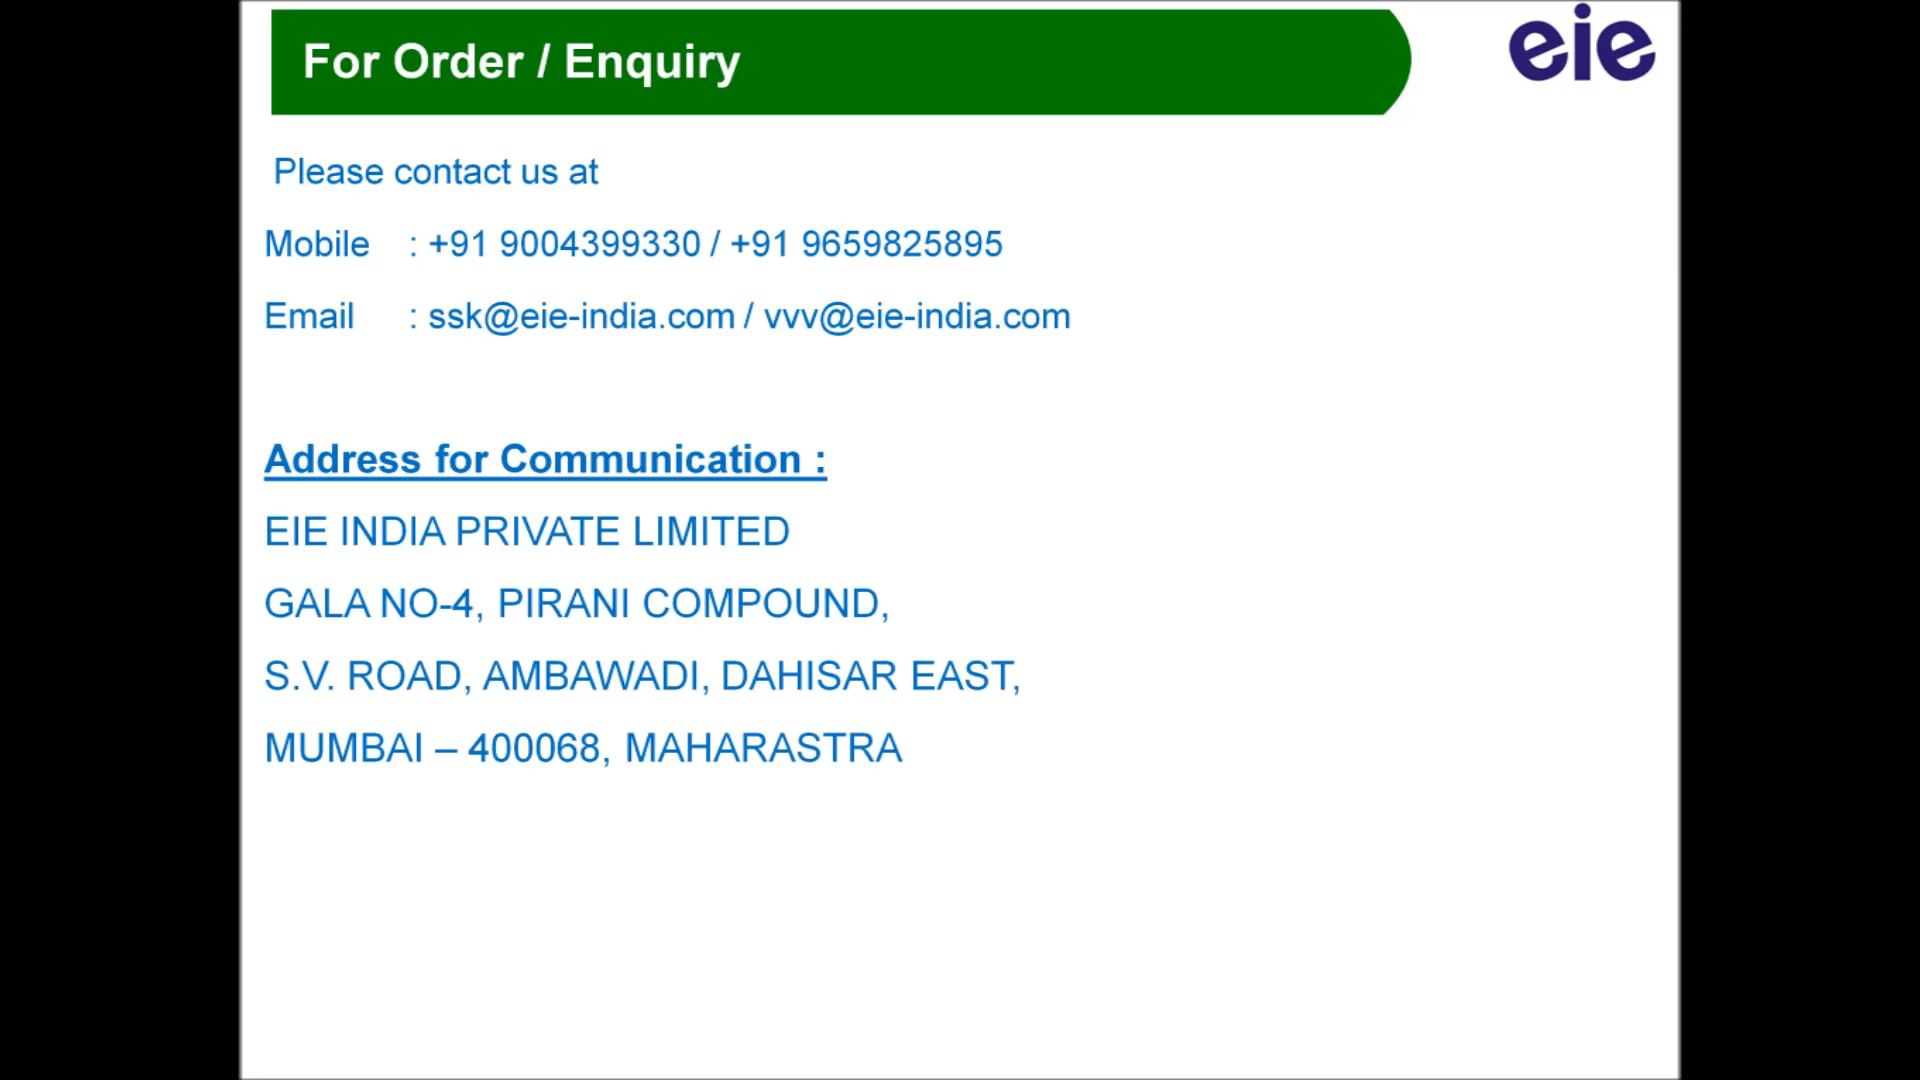 For Order / Enquiry
eie
Please contact us at
Mobile : +91 9004399330 / +91 9659825895
Email : ssk@eie-india.com / vvv@eie-india.com
Address for Communication :
EIE INDIA PRIVATE LIMITED
GALA NO-4, PIRANI COMPOUND,
S.V. ROAD, AMBAWADI, DAHISAR EAST,
MUMBAI – 400068, MAHARASTRA